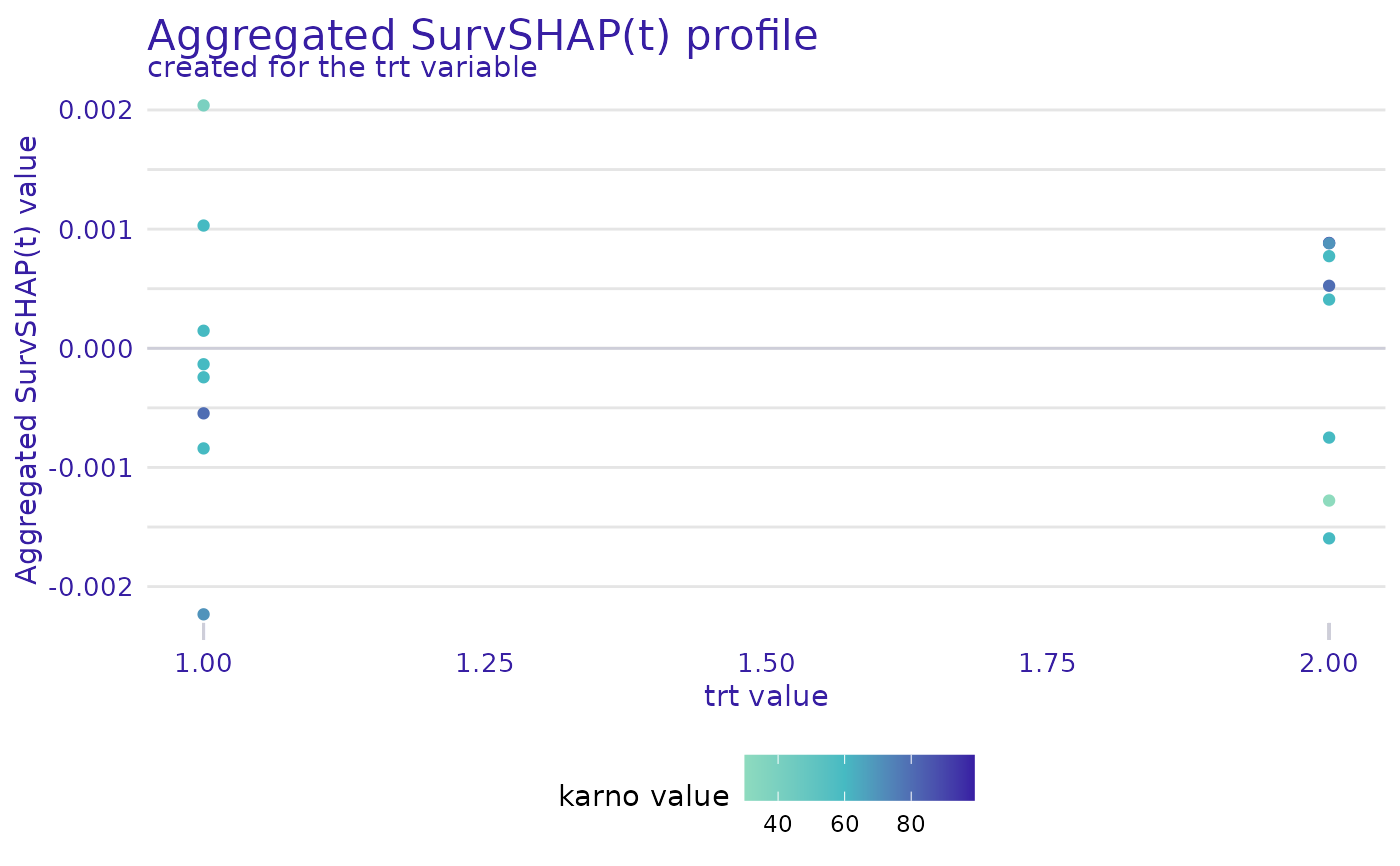 Aggregated SurvSHAP(t) profile
created for the trt variable
Aggregated SurvSHAP(t) value
0.002
0.001
0.000
-0.001
-0.002
1.00 1.25 1.50 1.75 2.00
trt value
karno value
40 60 80